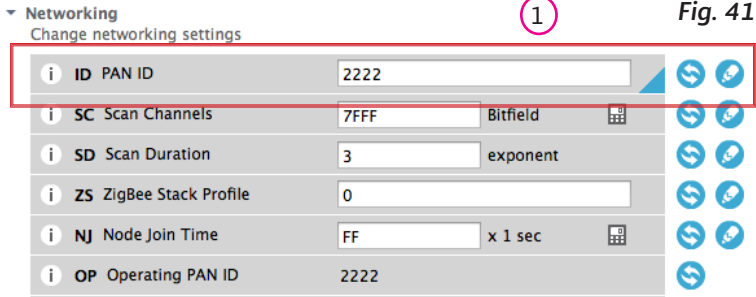 Networking
1
Fig. 41
Change networking settings
i ID PAN ID 2222
i SC Scan Channels 7FFF Bitfield
i SD Scan Duration 3 exponent
i ZS ZigBee Stack Profile 0
i NJ Node Join Time FF x 1 sec
i OP Operating PAN ID 2222